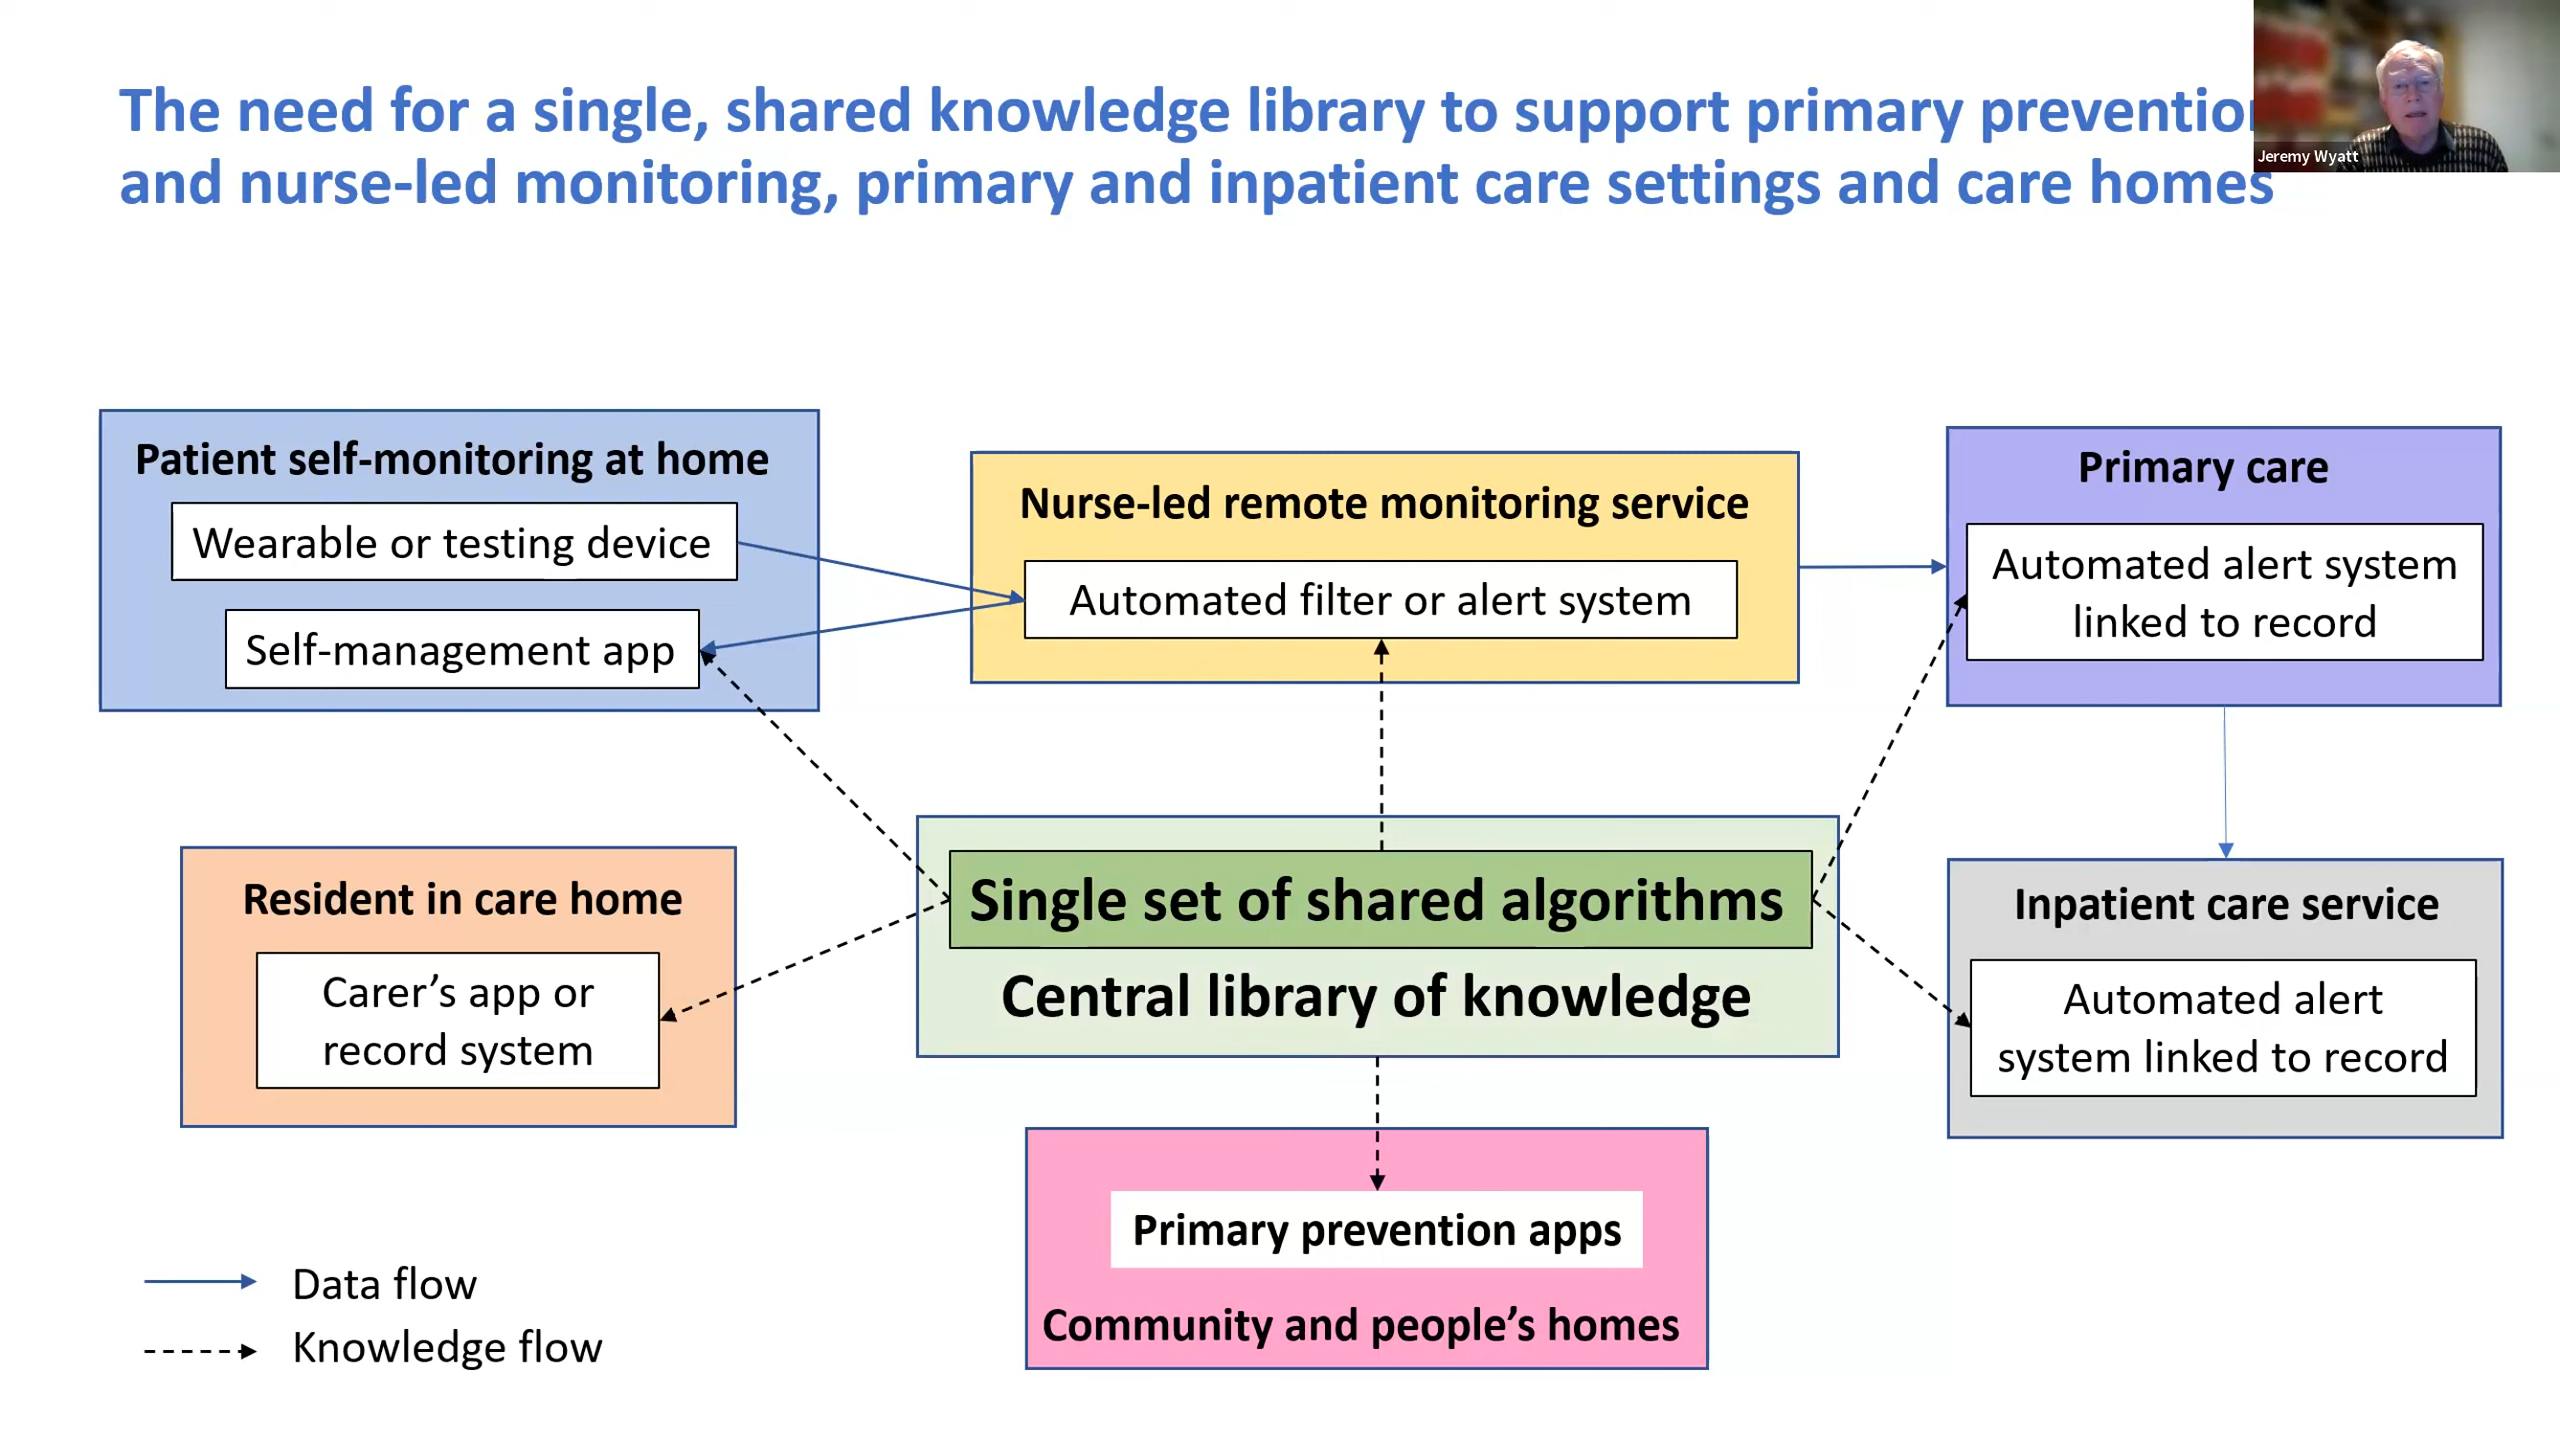 The need for a single, shared knowledge library to support primary prevention
Jeremy Wyatt
and nurse-led monitoring, primary and inpatient care settings and care homes
Patient self-monitoring at home
Wearable or testing device
Self-management app
Nurse-led remote monitoring service
Automated filter or alert system
Primary care
Automated alert system
linked to record
Resident in care home
Carer’s app or
record system
Single set of shared algorithms
Central library of knowledge
Inpatient care service
Automated alert
system linked to record
Primary prevention apps
Community and people’s homes
Data flow
Knowledge flow